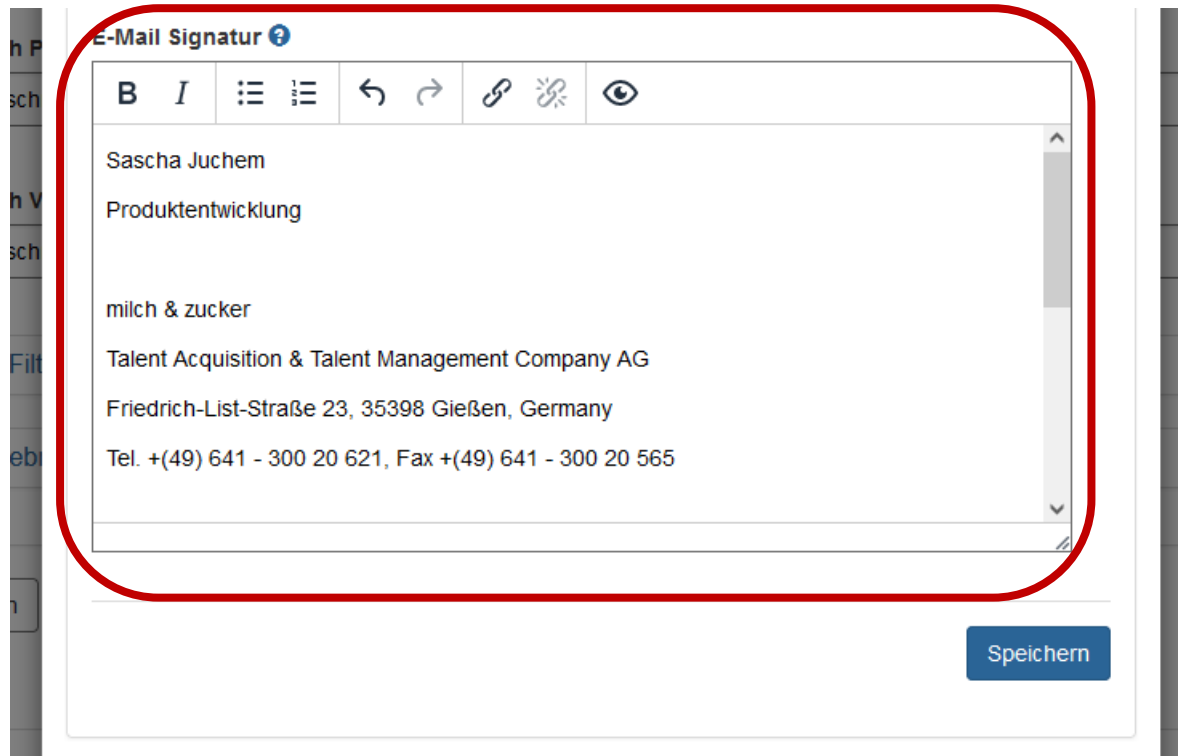 E-Mail Signatur
B I
Sascha Juchem
Produktentwicklung
milch & zucker
Talent Acquisition & Talent Management Company AG
Friedrich-List-Straße 23, 35398 Gießen, Germany
Tel. +(49) 641 - 300 20 621, Fax +(49) 641 - 300 20 565
Speichern